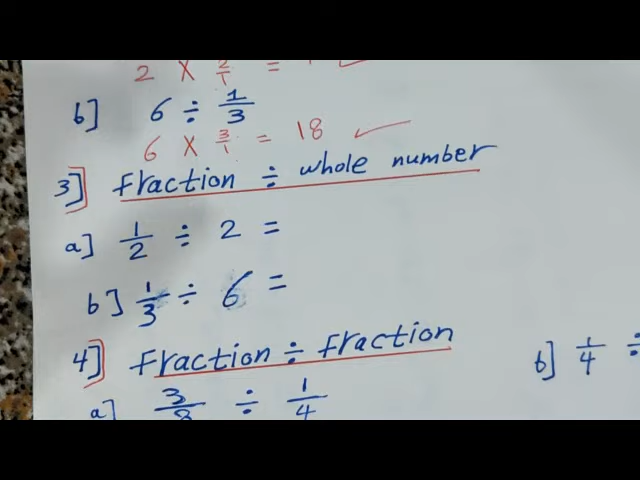 2 × 2/1 =
b] 6 ÷ 1/3
6 × 3/1 = 18
3] Fraction ÷ whole number
a] 1/2 ÷ 2 =
b] 1/3 ÷ 6 =
4] Fraction ÷ fraction
b] 1/4 ÷
a] 3/8 ÷ 1/4